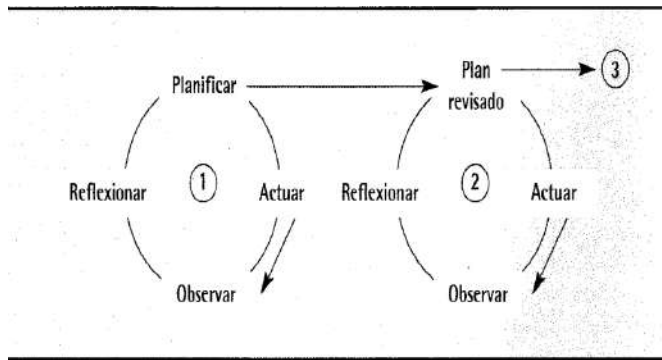 Planificar
Plan
revisado
3
Reflexionar
1
Actuar
Reflexionar
2
Actuar
Observar
Observar